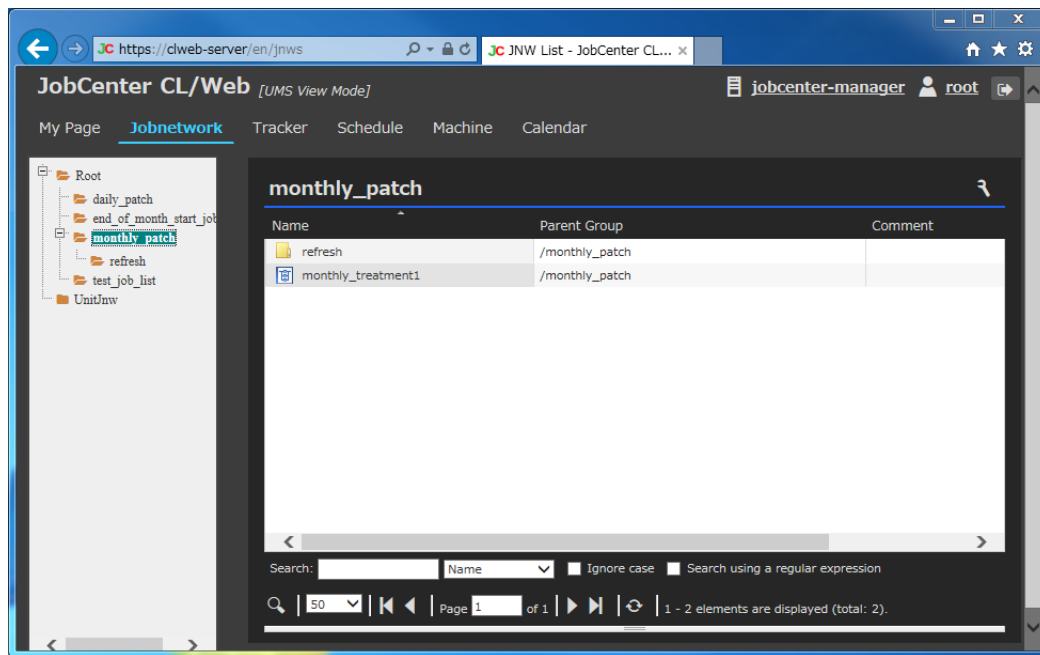 https://clweb-server/en/jnws
JC JNW List - JobCenter CL...
JobCenter CL/Web [UMS View Mode]
jobcenter-manager root
My Page Jobnetwork Tracker Schedule Machine Calendar
Root
daily_patch
end_of_month_start_job
monthly_patch
refresh
test_job_list
UnitJnw
monthly_patch
Name Parent Group Comment
refresh /monthly_patch
monthly_treatment1 /monthly_patch
Search: Name Ignore case Search using a regular expression
50 Page 1 of 1 1 - 2 elements are displayed (total: 2).